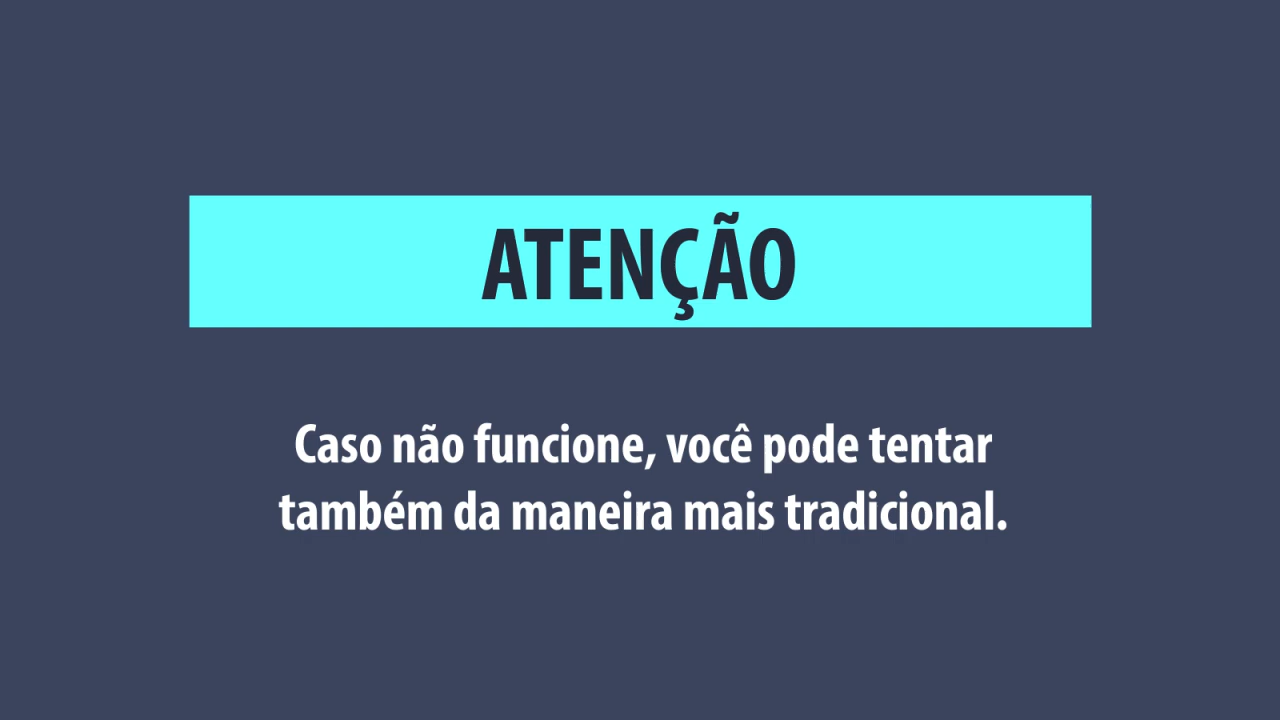 ATENÇÃO
Caso não funcione, você pode tentar
também da maneira mais tradicional.